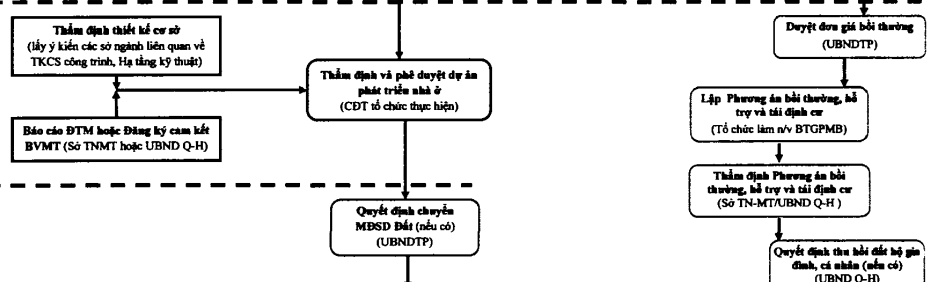 Thẩm định thiết kế cơ sở
(lấy ý kiến các sở ngành liên quan về
TKCS công trình, Hạ tầng kỹ thuật)
Báo cáo ĐTM hoặc Đăng ký cam kết
BVMT (Sở TNMT hoặc UBND Q-H)
Thẩm định và phê duyệt dự án
phát triển nhà ở
(CĐT tổ chức thực hiện)
Quyết định chuyển
MĐSD Đất (nếu có)
(UBNDTP)
Duyệt đơn giá bồi thường
(UBNDTP)
Lập Phương án bồi thường, hỗ
trợ và tái định cư
(Tổ chức làm n/v BTGPMB)
Thẩm định Phương án bồi
thường, hỗ trợ và tái định cư
(Sở TN-MT/UBND Q-H )
Quyết định thu hồi đất hộ gia
đình, cá nhân (nếu có)
(UBND Q-H)